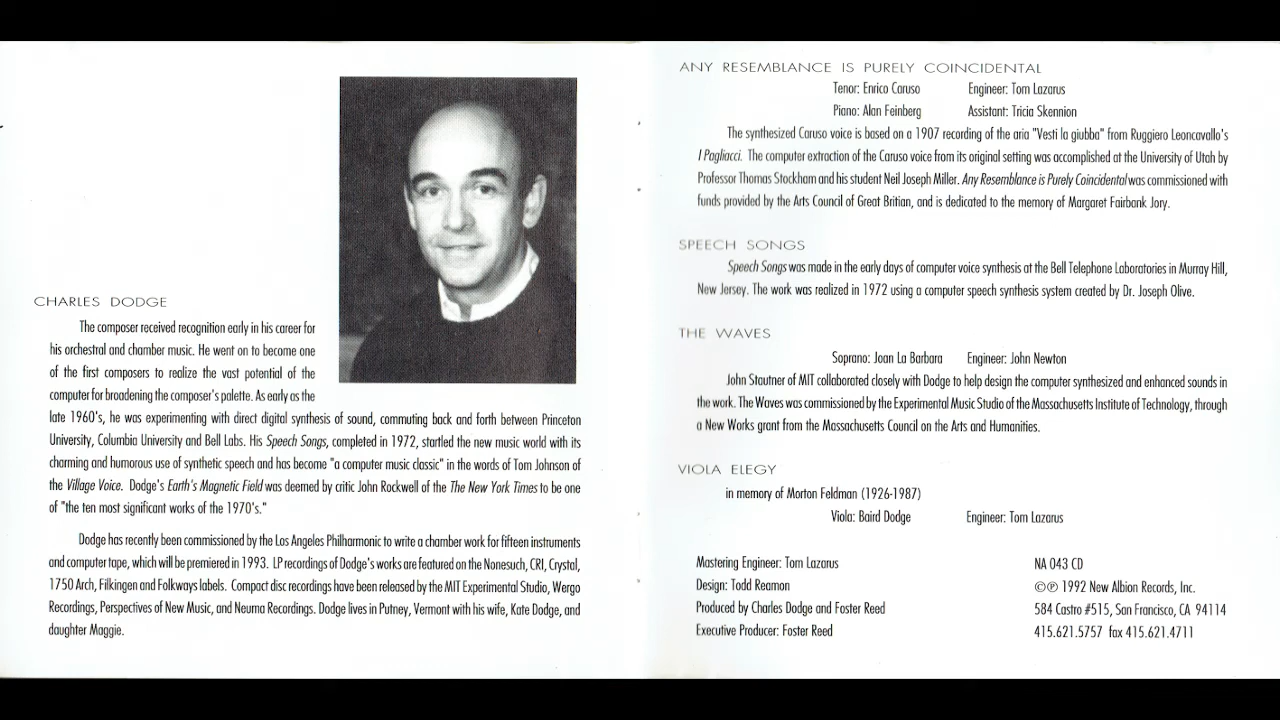 CHARLES DODGE
The composer received recognition early in his career for
his orchestral and chamber music. He went on to become one
of the first composers to realize the vast potential of the
computer for broadening the composer's palette. As early as the
late 1960's, he was experimenting with direct digital synthesis of sound, commuting back and forth between Princeton
University, Columbia University and Bell Labs. His Speech Songs, completed in 1972, startled the new music world with its
charming and humorous use of synthetic speech and has become "a computer music classic" in the words of Tom Johnson of
the Village Voice. Dodge's Earth's Magnetic Field was deemed by critic John Rockwell of the The New York Times to be one
of "the ten most significant works of the 1970's."
Dodge has recently been commissioned by the Los Angeles Philharmonic to write a chamber work for fifteen instruments
and computer tape, which will be premiered in 1993. LP recordings of Dodge's works are featured on the Nonesuch, CRI, Crystal,
1750 Arch, Filkingen and Folkways labels. Compact disc recordings have been released by the MIT Experimental Studio, Wergo
Recordings, Perspectives of New Music, and Neuma Recordings. Dodge lives in Putney, Vermont with his wife, Kate Dodge, and
daughter Maggie.
ANY RESEMBLANCE IS PURELY COINCIDENTAL
Tenor: Enrico Caruso Engineer: Tom Lazarus
Piano: Alan Feinberg Assistant: Tricia Skennion
The synthesized Caruso voice is based on a 1907 recording of the aria "Vesti la giubba" from Ruggiero Leoncavallo's
I Pagliacci. The computer extraction of the Caruso voice from its original setting was accomplished at the University of Utah by
Professor Thomas Stockham and his student Neil Joseph Miller. Any Resemblance is Purely Coincidental was commissioned with
funds provided by the Arts Council of Great Britian, and is dedicated to the memory of Margaret Fairbank Jory.
SPEECH SONGS
Speech Songs was made in the early days of computer voice synthesis at the Bell Telephone Laboratories in Murray Hill,
New Jersey. The work was realized in 1972 using a computer speech synthesis system created by Dr. Joseph Olive.
THE WAVES
Soprano: Joan La Barbara Engineer: John Newton
John Stautner of MIT collaborated closely with Dodge to help design the computer synthesized and enhanced sounds in
the work. The Waves was commissioned by the Experimental Music Studio of the Massachusetts Institute of Technology, through
a New Works grant from the Massachusetts Council on the Arts and Humanities.
VIOLA ELEGY
in memory of Morton Feldman (1926-1987)
Viola: Baird Dodge Engineer: Tom Lazarus
Mastering Engineer: Tom Lazarus
Design: Todd Reamon
Produced by Charles Dodge and Foster Reed
Executive Producer: Foster Reed
NA 043 CD
©℗ 1992 New Albion Records, Inc.
584 Castro #515, San Francisco, CA 94114
415.621.5757 fax 415.621.4711